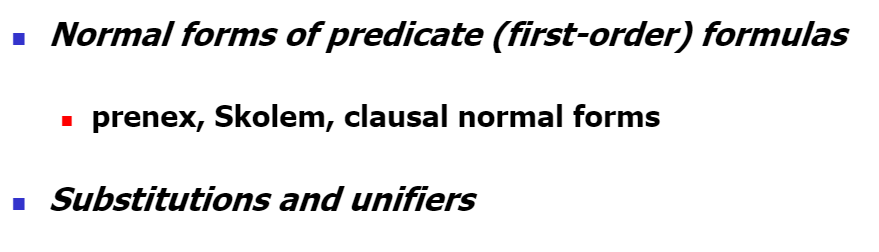 Normal forms of predicate (first-order) formulas
prenex, Skolem, clausal normal forms
Substitutions and unifiers